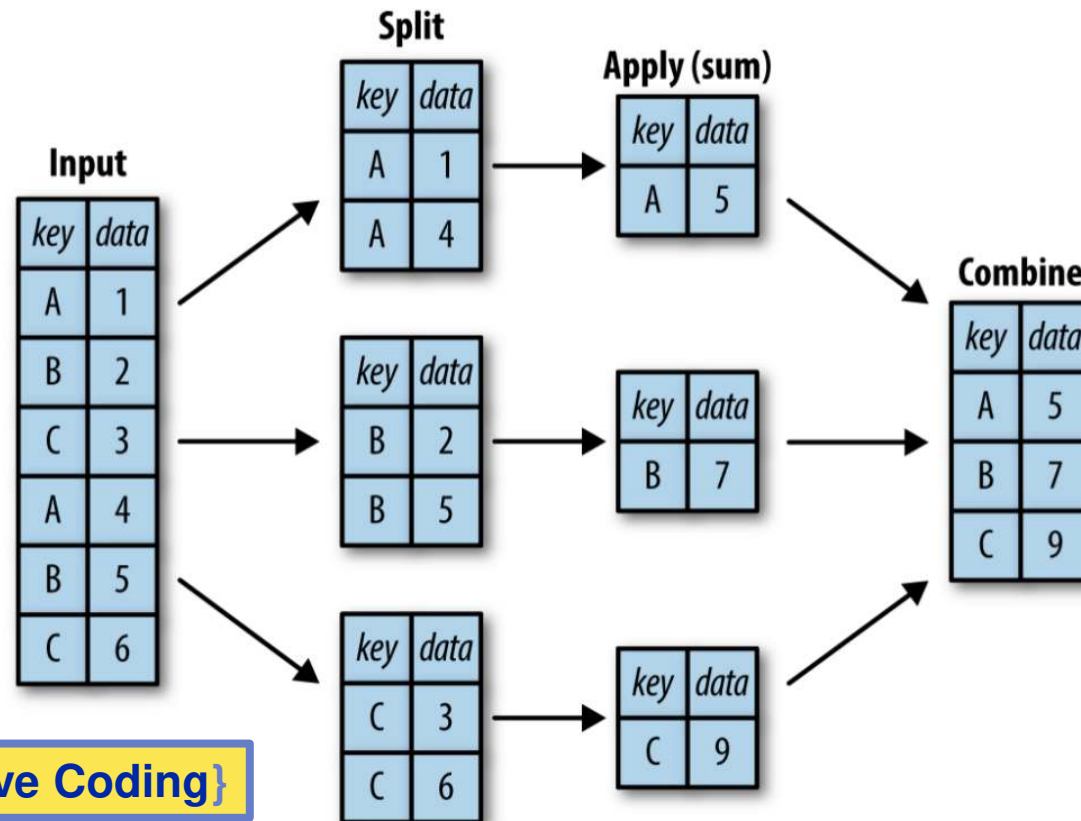 Input
key data
A 1
B 2
C 3
A 4
B 5
C 6
Split
key data
A 1
A 4
key data
B 2
B 5
key data
C 3
C 6
Apply (sum)
key data
A 5
key data
B 7
key data
C 9
Combine
key data
A 5
B 7
C 9
ve Coding}